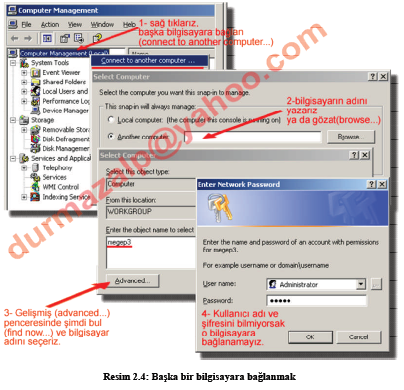 Computer Management
File Action View Window Help
1- sağ tıklarız,
başka bilgisayara bağlan
(connect to another computer...)
Computer Management (Local)
Name
Connect to another computer ...
System Tools
Event Viewer
Shared Folders
Local Users and
Performance Log
Device Manager
Storage
Removable Storag
Disk Defragment
Disk Management
Services and Applicat
Telephony
Services
WMI Control
Indexing Service
Select Computer
Select the computer you want this snap-in to manage.
This snap-in will always manage:
Local computer: (the computer this console is running on)
Another computer:
Browse...
2-bilgisayarın adını
yazarız
ya da gözat(browse...)
Select Computer
Select this object type:
Computer
From this location:
WORKGROUP
Enter the object name to select
megep3
Advanced...
Enter Network Password
Enter the name and password of an account with permissions
for megep3.
For example username or domain\username
User name:
Administrator
Password:
●●●●●
4- Kullanıcı adı ve
şifresini bilmiyorsak
o bilgisayara
bağlanamayız.
OK
Cancel
3- Gelişmiş (advanced...)
penceresinde şimdi bul
(find now...) ve bilgisayar
adını seçeriz.
durmazalp@yahoo.com
Resim 2.4: Başka bir bilgisayara bağlanmak